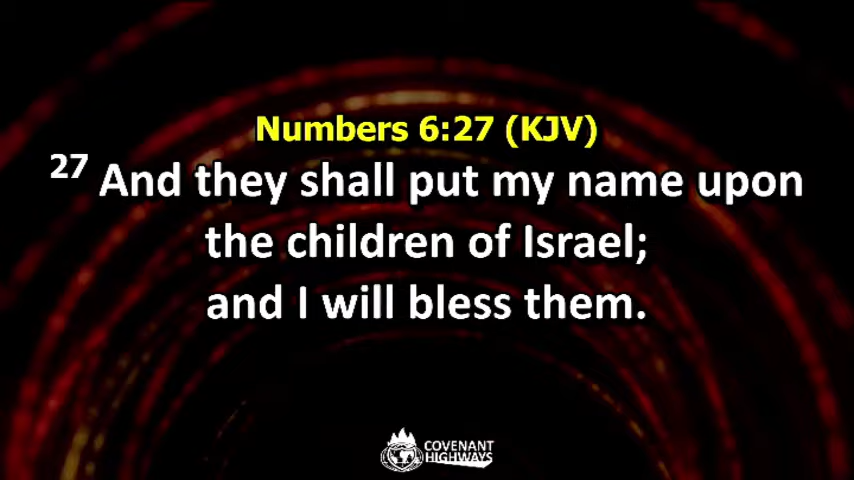 Numbers 6:27 (KJV)
27 And they shall put my name upon
the children of Israel;
and I will bless them.
COVENANT
HIGHWAYS